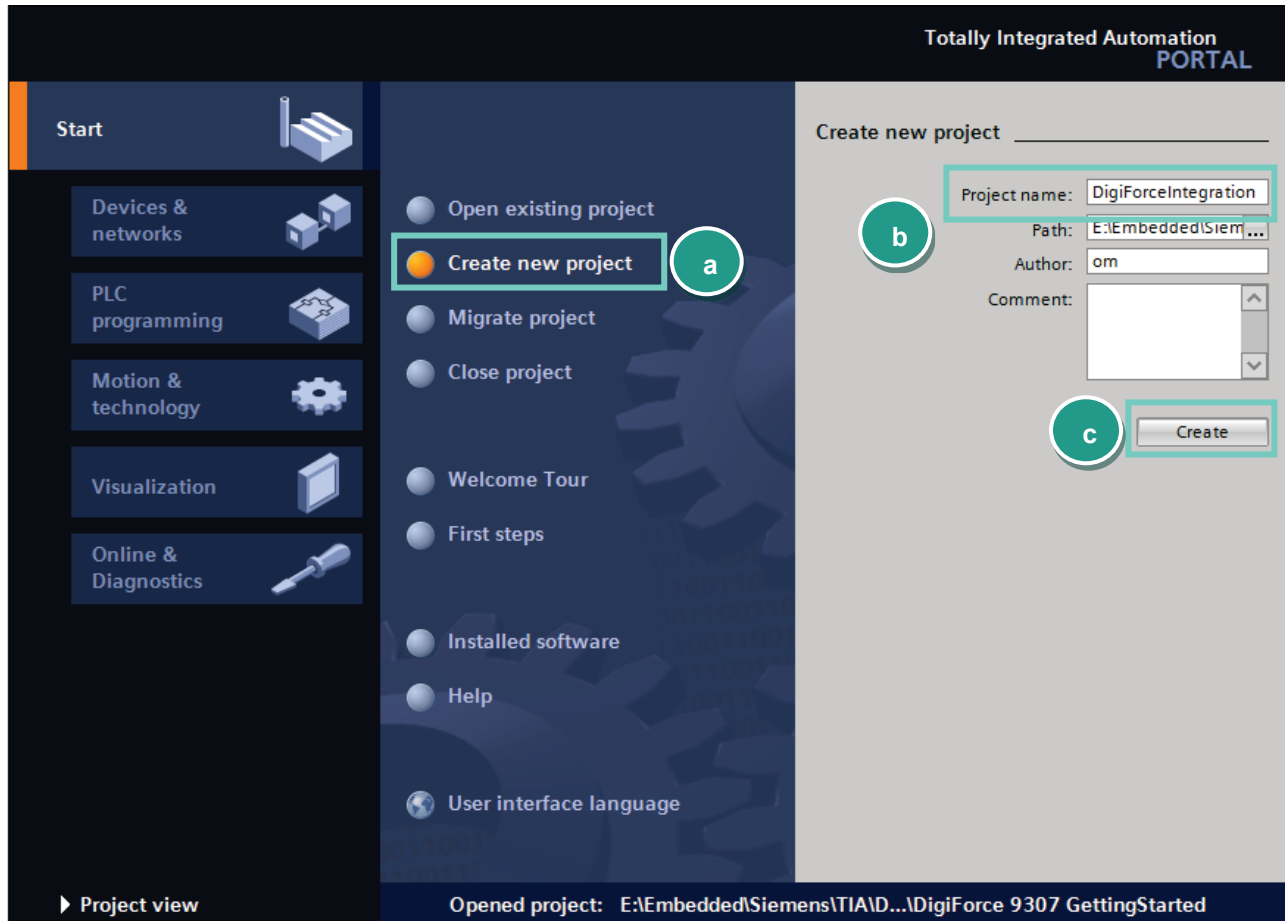 Totally Integrated Automation
PORTAL
Start
Devices &
networks
PLC
programming
Motion &
technology
Visualization
Online &
Diagnostics
Open existing project
Create new project
a
Migrate project
Close project
Welcome Tour
First steps
Installed software
Help
User interface language
Create new project
Project name: DigiForceIntegration
b
Path: E:\Embedded\Siem ...
Author: om
Comment:
c
Create
Project view
Opened project: E:\Embedded\Siemens\TIA\D...\DigiForce 9307 GettingStarted